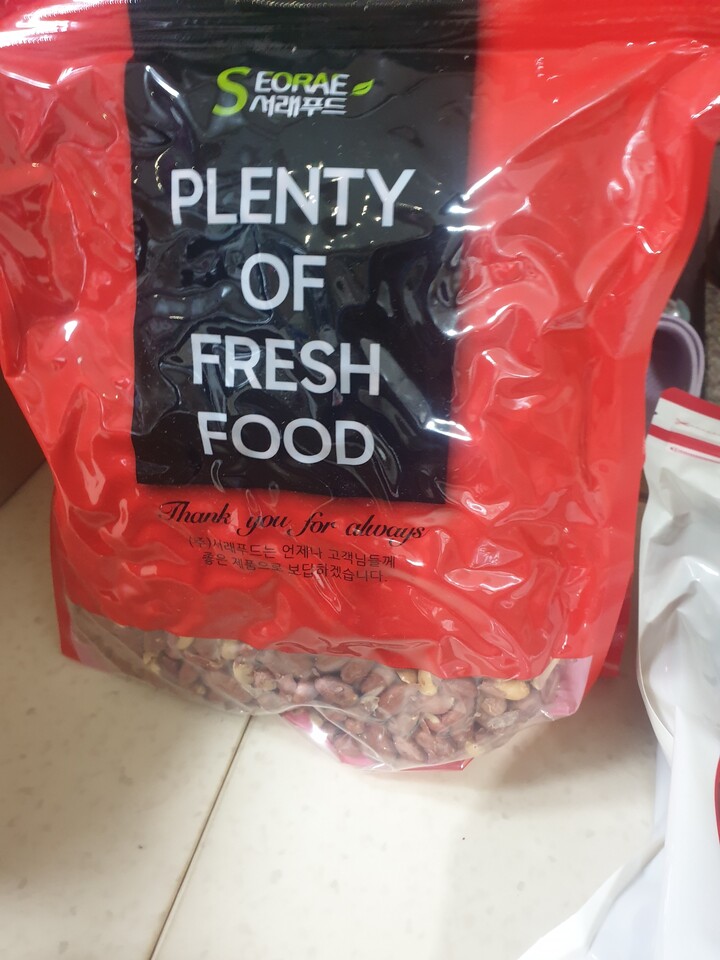 SEORAE
서래푸드
PLENTY
OF
FRESH
FOOD
Thank you for always
(주)서래푸드는 언제나 고객님들께
좋은 제품으로 보답하겠습니다.